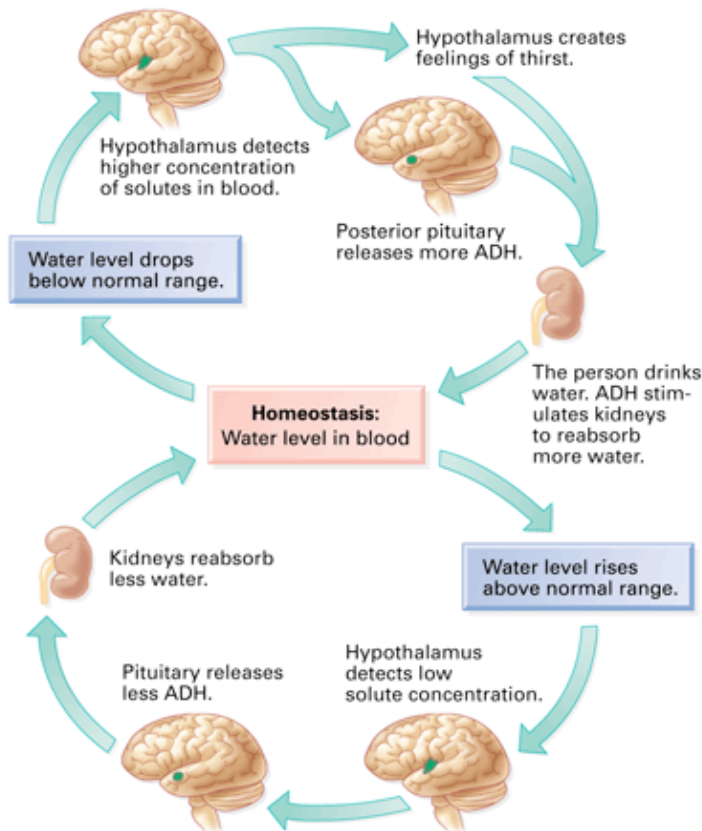 Hypothalamus creates
feelings of thirst.
Hypothalamus detects
higher concentration
of solutes in blood.
Posterior pituitary
releases more ADH.
Water level drops
below normal range.
The person drinks
water. ADH stim-
ulates kidneys
to reabsorb
more water.
Homeostasis:
Water level in blood
Kidneys reabsorb
less water.
Water level rises
above normal range.
Hypothalamus
detects low
solute concentration.
Pituitary releases
less ADH.